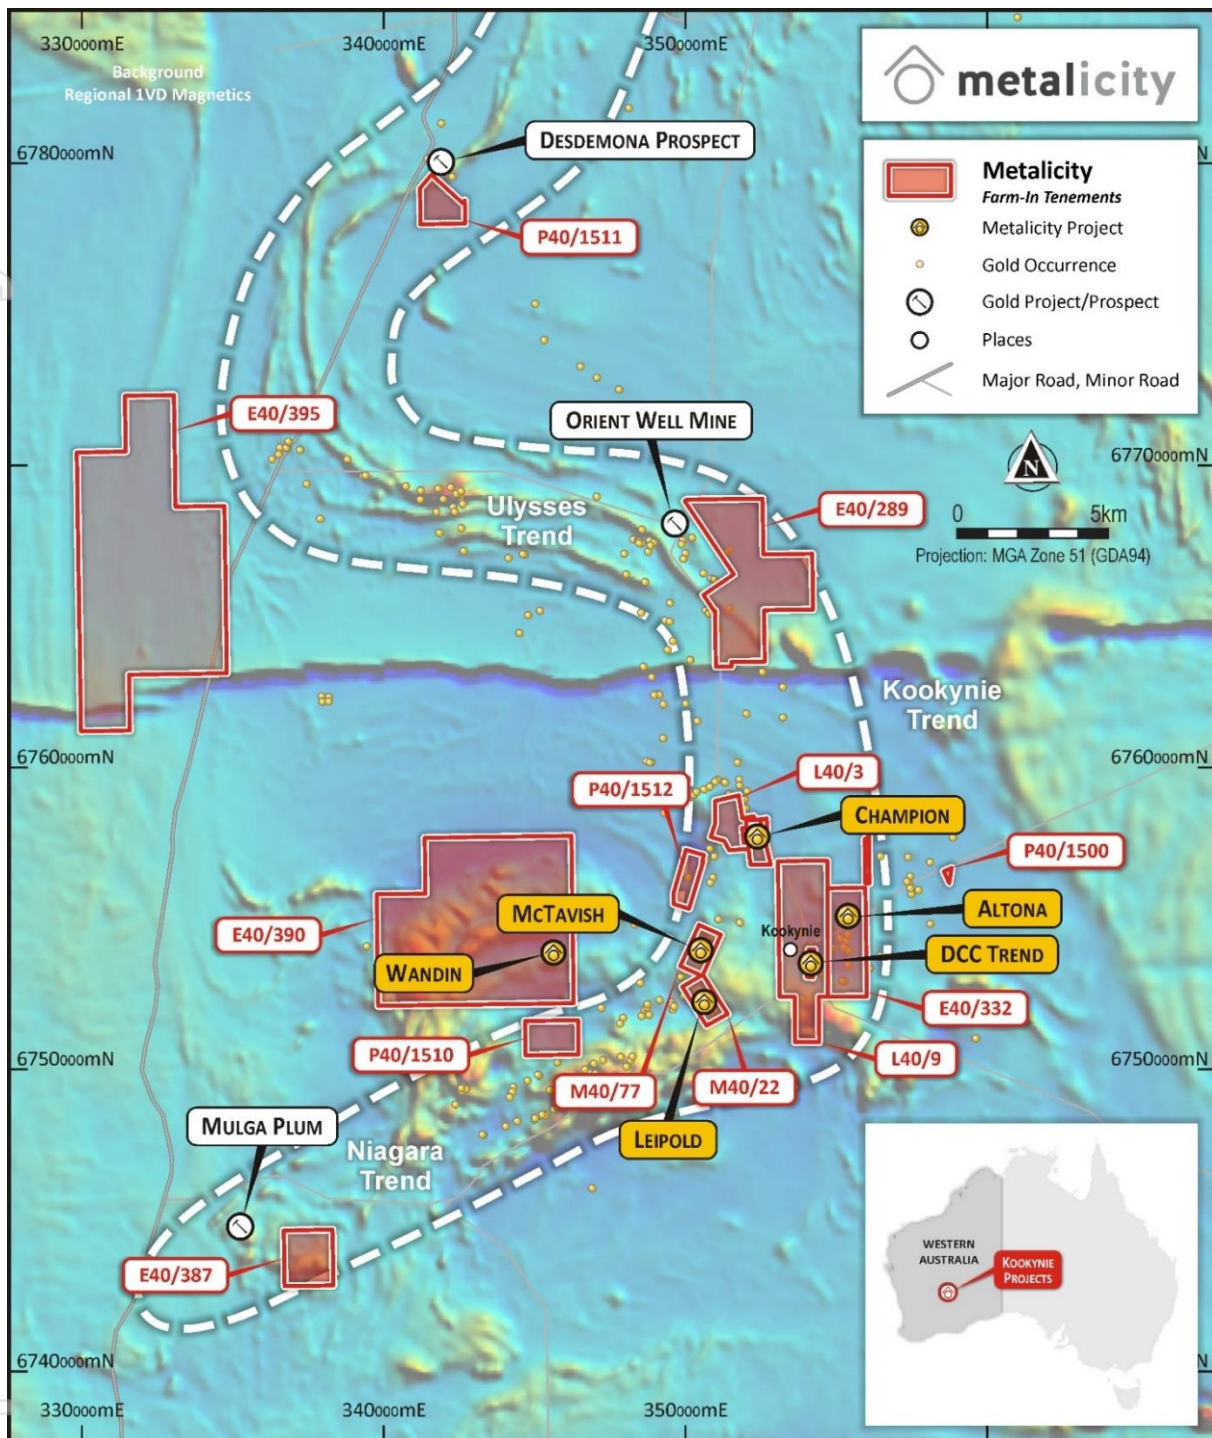 330000mE
340000mE
350000mE
Background
Regional 1VD Magnetics
metalicity
DESDEMONA PROSPECT
6780000mN
P40/1511
Metalicity
Farm-In Tenements
Metalicity Project
Gold Occurrence
Gold Project/Prospect
Places
Major Road, Minor Road
E40/395
ORIENT WELL MINE
N
6770000mN
Ulysses
Trend
E40/289
0
5km
Projection: MGA Zone 51 (GDA94)
Kookynie
Trend
6760000mN
6760000mN
L40/3
P40/1512
CHAMPION
P40/1500
MCTAVISH
ALTONA
E40/390
Kookynie
WANDIN
DCC TREND
E40/332
P40/1510
L40/9
6750000mN
6750000mN
M40/77
M40/22
MULGA PLUM
LEIPOLD
Niagara
Trend
E40/387
WESTERN
AUSTRALIA
KOOKYNIE
PROJECTS
6740000mN
330000mE
340000mE
350000mE